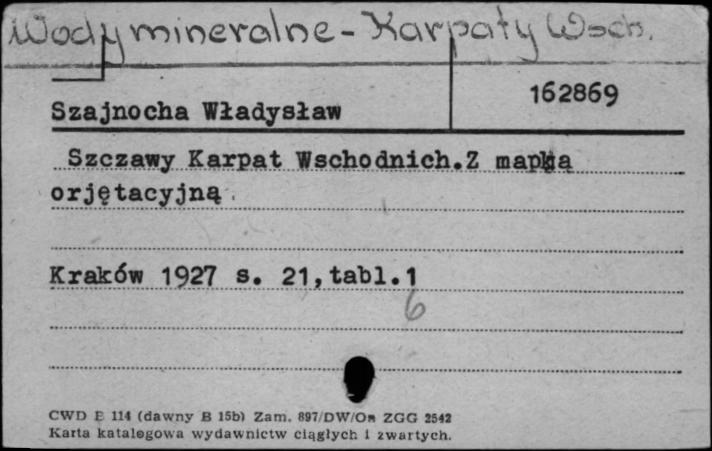 Wody mineralne - Karpaty Wsch.
162869
Szajnocha Władysław
Szczawy Karpat Wschodnich.Z mapką
orjętacyjną
Kraków 1927 s. 21,tabl.1
6
CWD E 114 (dawny B 15b) Zam. 897/DW/On ZGG 2542
Karta katalogowa wydawnictw ciągłych i zwartych.